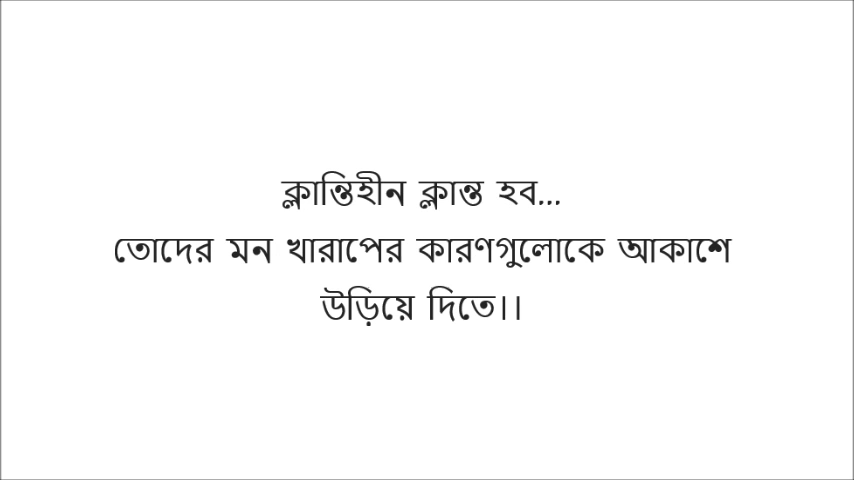 ক্লান্তিহীন ক্লান্ত হব...
তোদের মন খারাপের কারণগুলোকে আকাশে
উড়িয়ে দিতে।।